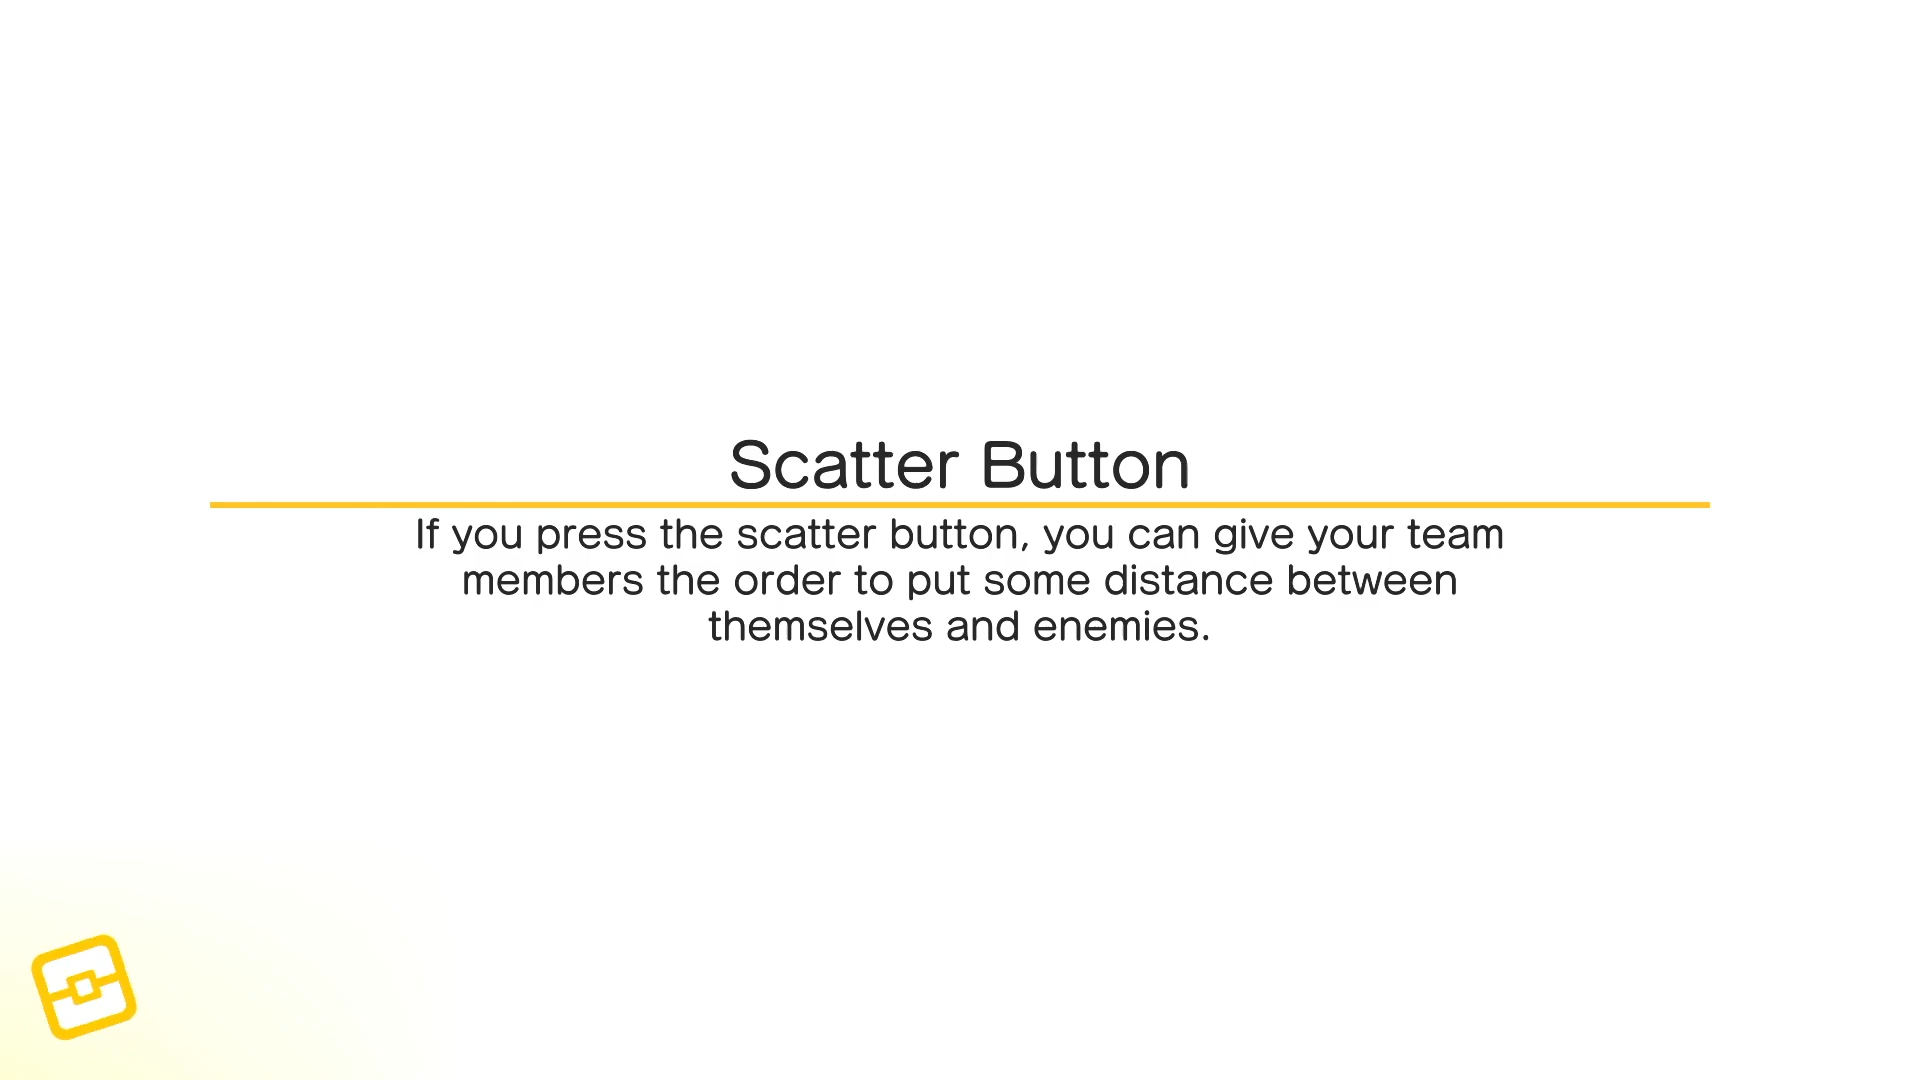 Scatter Button
If you press the scatter button, you can give your team
members the order to put some distance between
themselves and enemies.